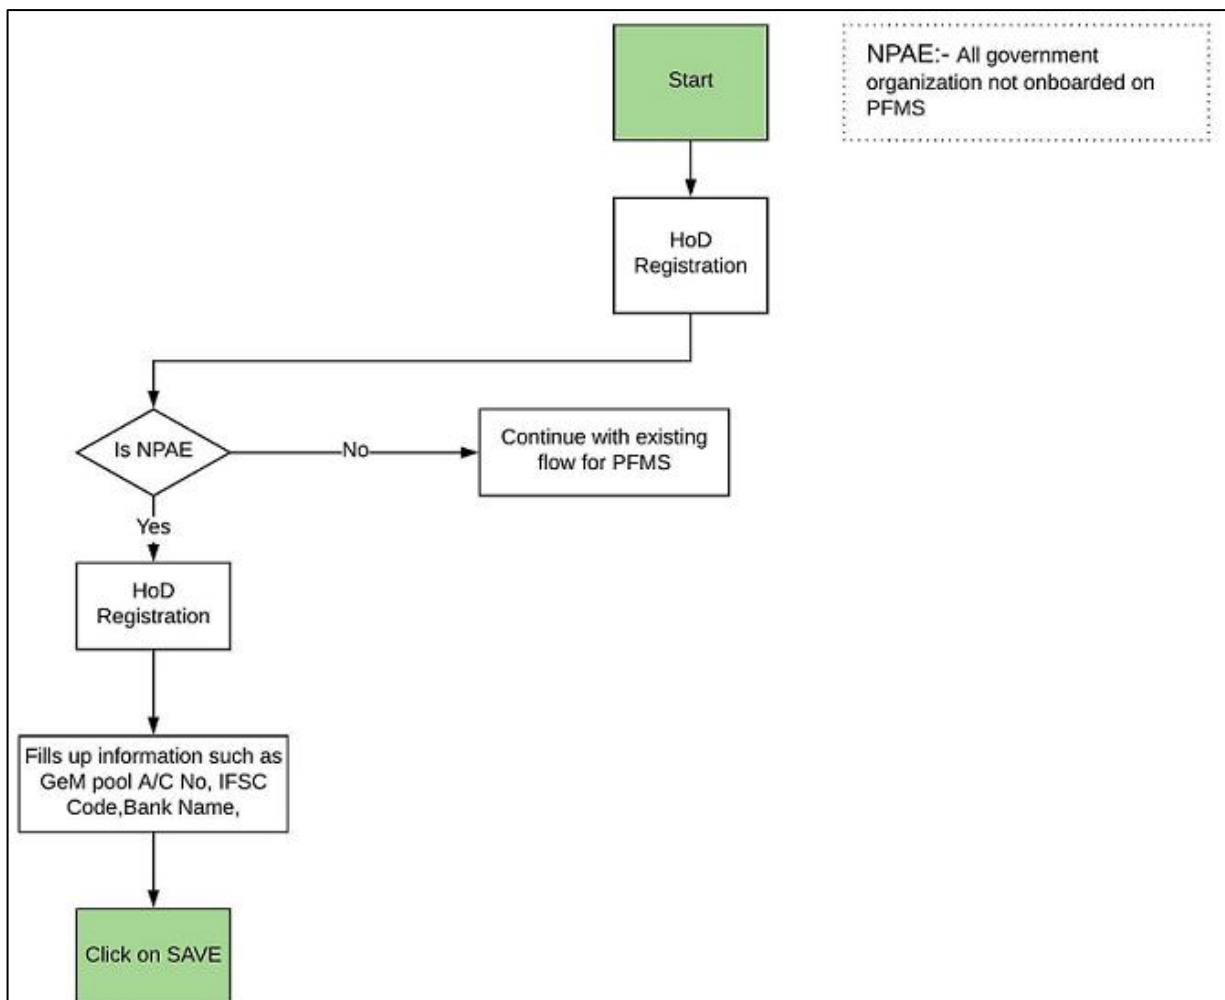 Start
NPAE:- All government
organization not onboarded on
PFMS
HoD
Registration
Is NPAE
No
Continue with existing
flow for PFMS
Yes
HoD
Registration
Fills up information such as
GeM pool A/C No, IFSC
Code,Bank Name,
Click on SAVE